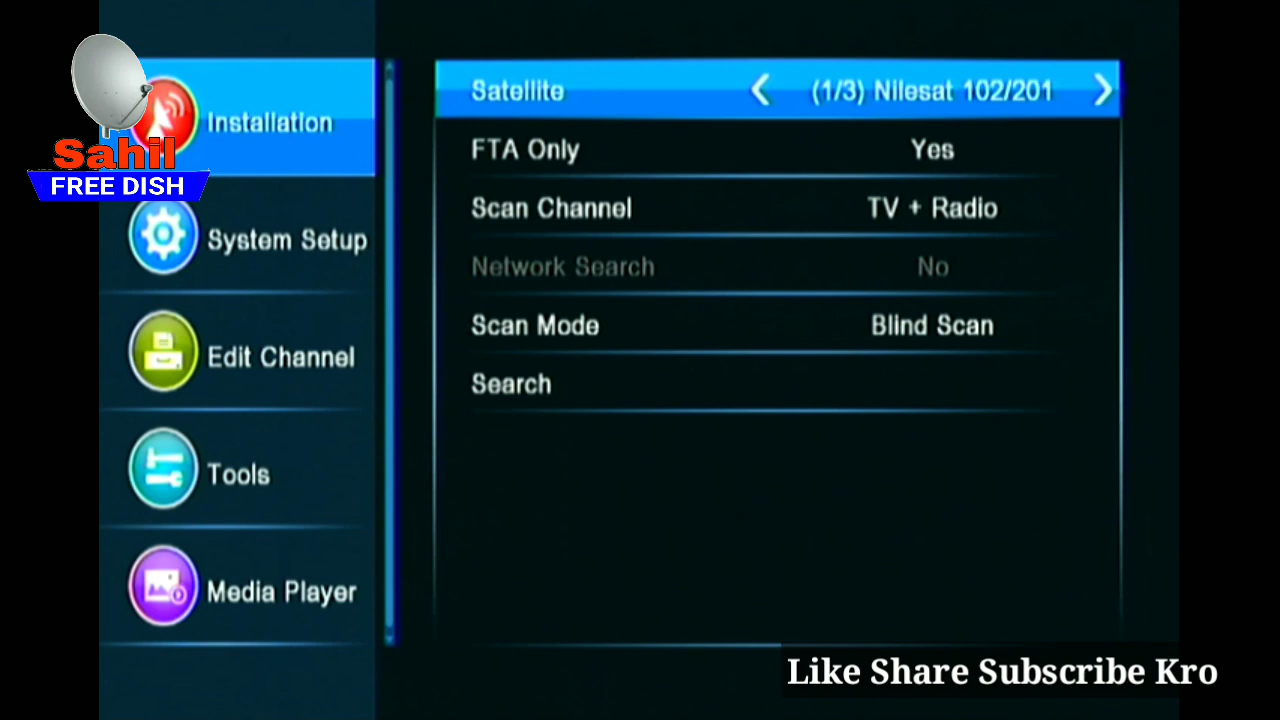 Sahil
FREE DISH
Installation
System Setup
Edit Channel
Tools
Media Player
Satellite (1/3) Nilesat 102/201
FTA Only Yes
Scan Channel TV + Radio
Network Search No
Scan Mode Blind Scan
Search
Like Share Subscribe Kro